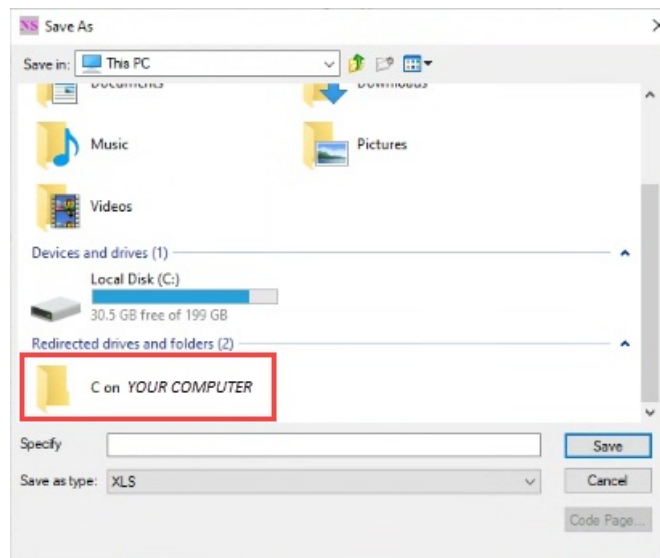 NS Save As
Save in: This PC
Documents Downloads
Music Pictures
Videos
Devices and drives (1)
Local Disk (C:)
30.5 GB free of 199 GB
Redirected drives and folders (2)
C on YOUR COMPUTER
Specify Save
Save as type: XLS Cancel
Code Page...